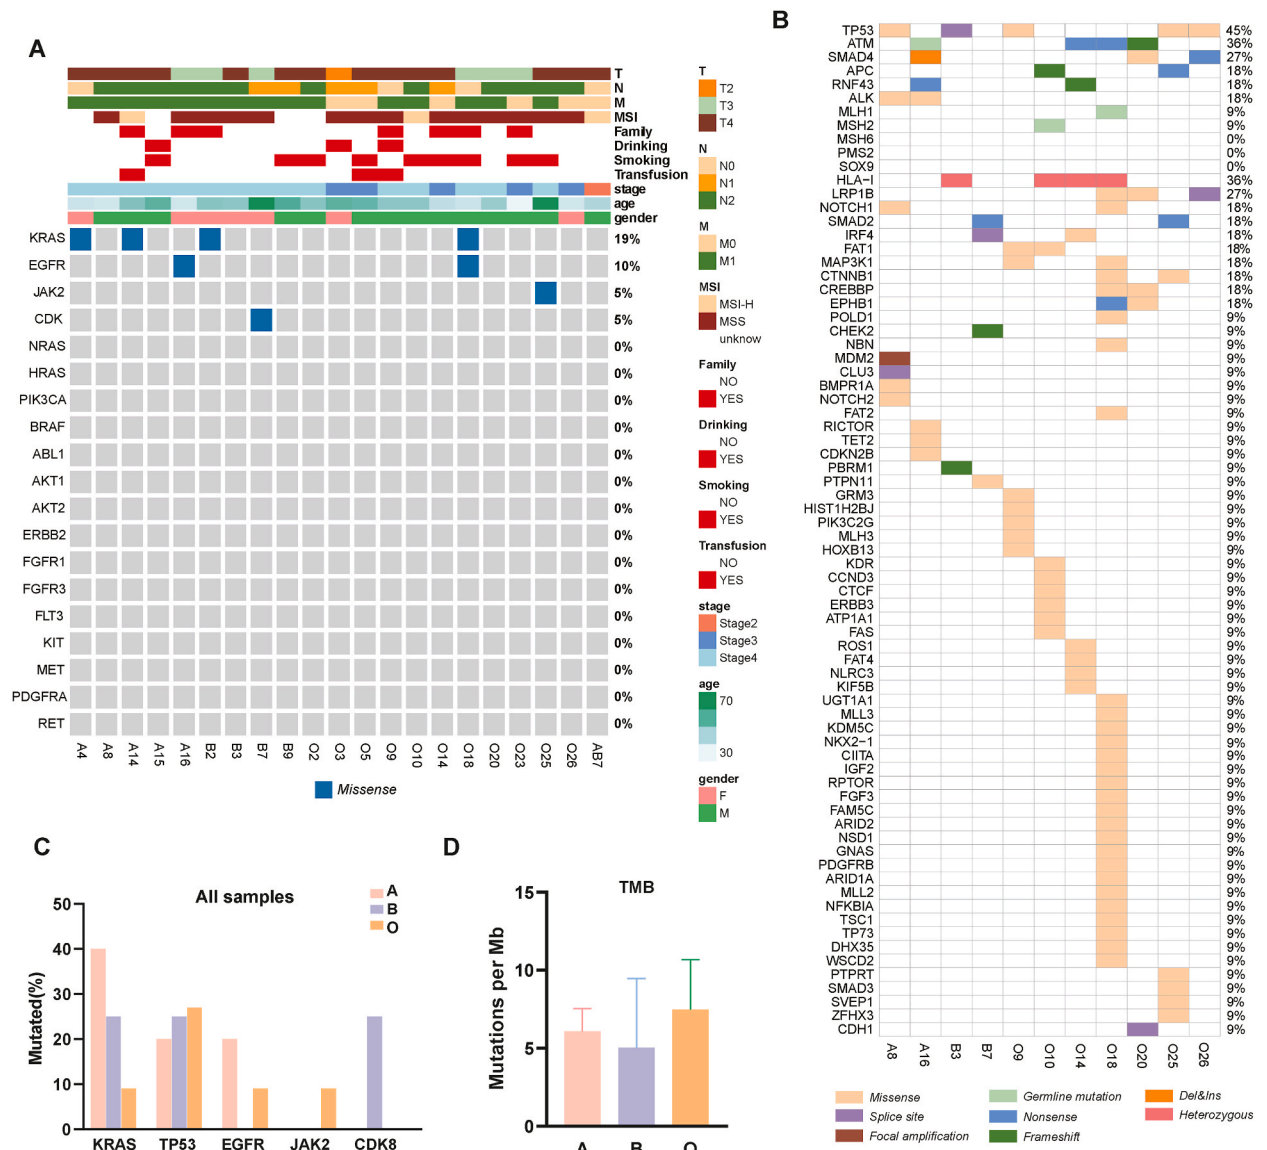 A
T
N
M
MSI
Family
Drinking
Smoking
Transfusion
stage
age
gender
KRAS 19%
EGFR 10%
JAK2 5%
CDK 5%
NRAS 0%
HRAS 0%
PIK3CA 0%
BRAF 0%
ABL1 0%
AKT1 0%
AKT2 0%
ERBB2 0%
FGFR1 0%
FGFR3 0%
FLT3 0%
KIT 0%
MET 0%
PDGFRA 0%
RET 0%
A4 A8 A14 A15 A16 B2 B3 B7 B9 O2 O3 O5 O9 O10 O14 O18 O20 O23 O25 O26 AB7
Missense
T
T2
T3
T4
N
N0
N1
N2
M
M0
M1
MSI
MSI-H
MSS
unknow
Family
NO
YES
Drinking
NO
YES
Smoking
NO
YES
Transfusion
NO
YES
stage
Stage2
Stage3
Stage4
age
70
30
gender
F
M
B
TP53 45%
ATM 36%
SMAD4 27%
APC 18%
RNF43 18%
ALK 18%
MLH1 9%
MSH2 9%
MSH6 0%
PMS2 0%
SOX9 0%
HLA-I 36%
LRP1B 27%
NOTCH1 18%
SMAD2 18%
IRF4 18%
FAT1 18%
MAP3K1 18%
CTNNB1 18%
CREBBP 18%
EPHB1 18%
POLD1 9%
CHEK2 9%
NBN 9%
MDM2 9%
CLU3 9%
BMPR1A 9%
NOTCH2 9%
FAT2 9%
RICTOR 9%
TET2 9%
CDKN2B 9%
PBRM1 9%
PTPN11 9%
GRM3 9%
HIST1H2BJ 9%
PIK3C2G 9%
MLH3 9%
HOXB13 9%
KDR 9%
CCND3 9%
CTCF 9%
ERBB3 9%
ATP1A1 9%
FAS 9%
ROS1 9%
FAT4 9%
NLRC3 9%
KIF5B 9%
UGT1A1 9%
MLL3 9%
KDM5C 9%
NKX2-1 9%
CIITA 9%
IGF2 9%
RPTOR 9%
FGF3 9%
FAM5C 9%
ARID2 9%
NSD1 9%
GNAS 9%
PDGFRB 9%
ARID1A 9%
MLL2 9%
NFKBIA 9%
TSC1 9%
TP73 9%
DHX35 9%
WSCD2 9%
PTPRT 9%
SMAD3 9%
SVEP1 9%
ZFHX3 9%
CDH1 9%
A8 A16 B3 B7 O9 O10 O14 O18 O20 O25 O26
Missense
Splice site
Focal amplification
Germline mutation
Nonsense
Frameshift
Del&Ins
Heterozygous
C
All samples
A
B
O
Mutated(%)
50
40
30
20
10
0
KRAS TP53 EGFR JAK2 CDK8
D
TMB
Mutations per Mb
15
10
5
0
A B O